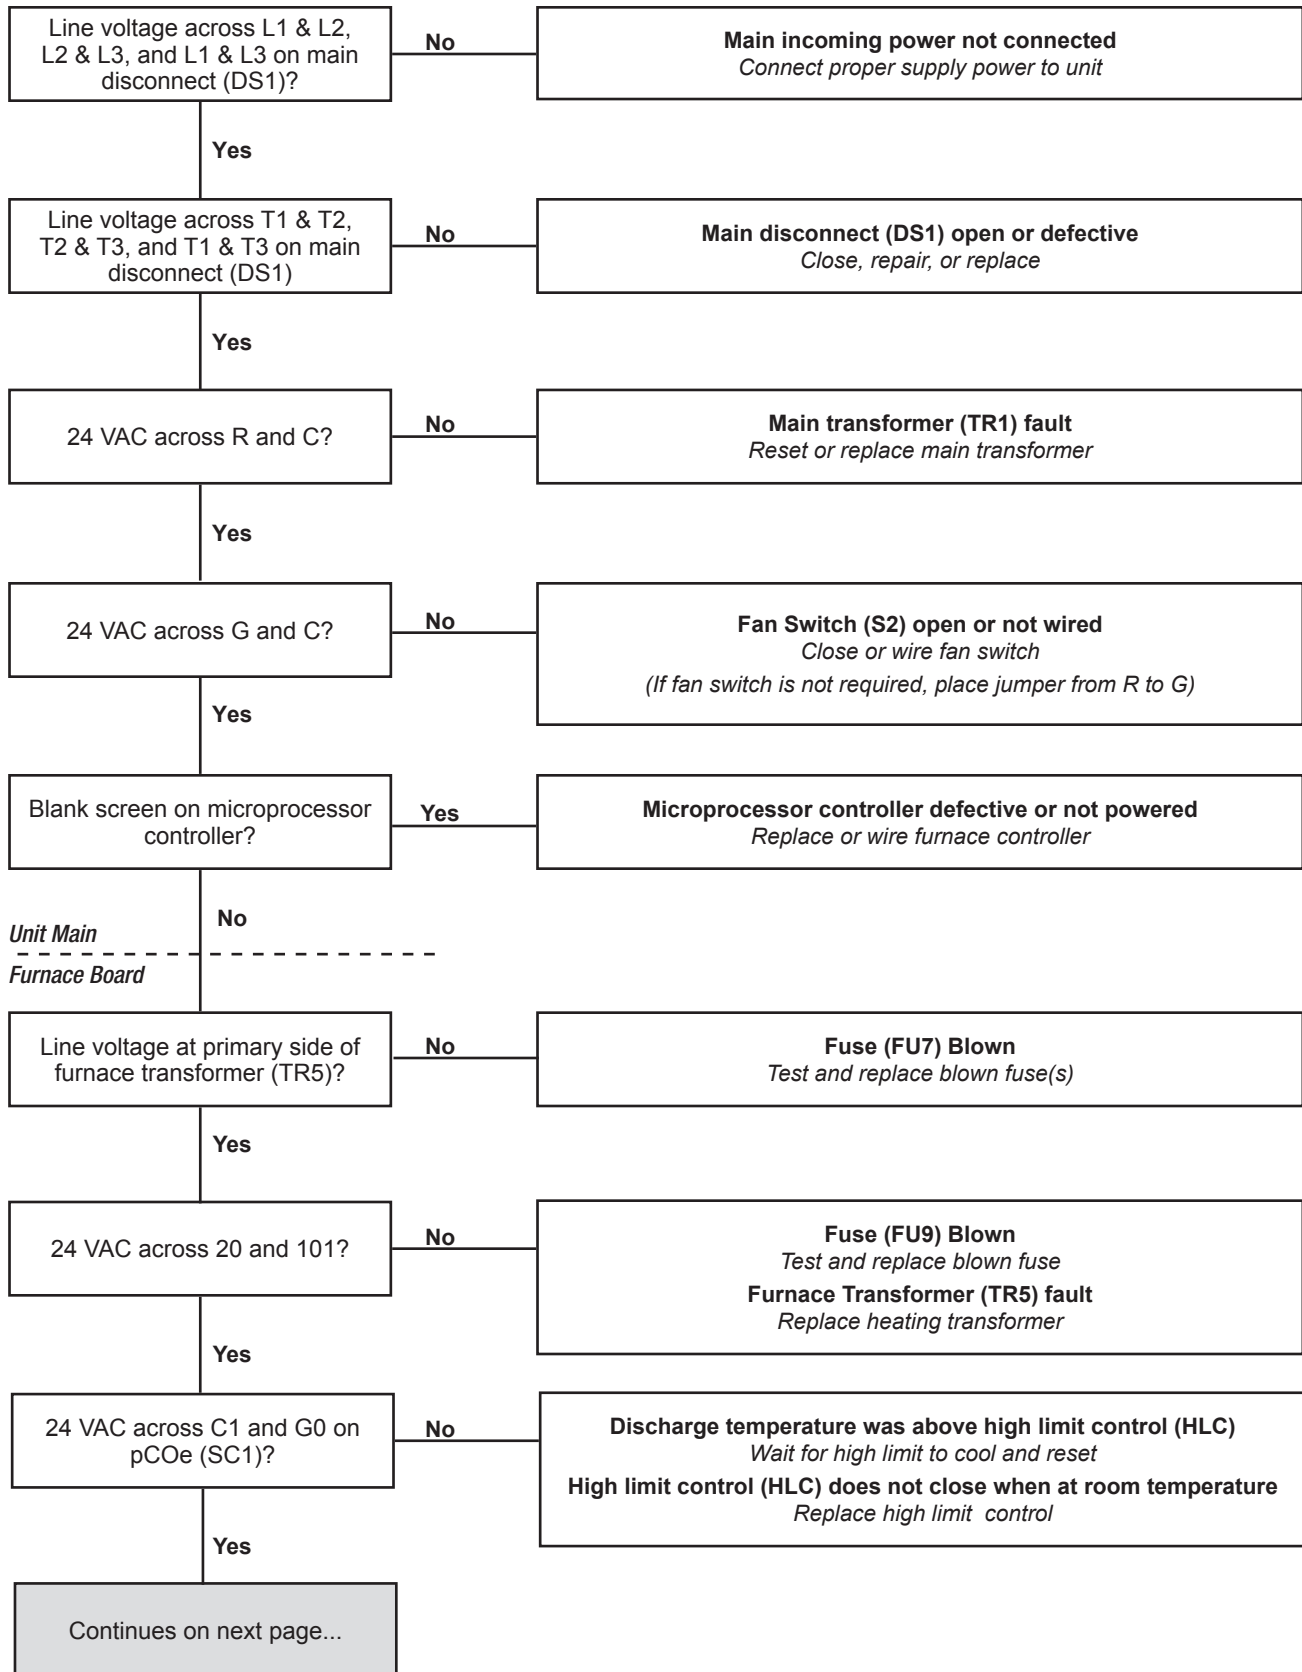 Line voltage across L1 & L2,
L2 & L3, and L1 & L3 on main
disconnect (DS1)?
No
Main incoming power not connected
Connect proper supply power to unit
Yes
Line voltage across T1 & T2,
T2 & T3, and T1 & T3 on main
disconnect (DS1)
No
Main disconnect (DS1) open or defective
Close, repair, or replace
Yes
24 VAC across R and C?
No
Main transformer (TR1) fault
Reset or replace main transformer
Yes
24 VAC across G and C?
No
Fan Switch (S2) open or not wired
Close or wire fan switch
(If fan switch is not required, place jumper from R to G)
Yes
Blank screen on microprocessor
controller?
Yes
Microprocessor controller defective or not powered
Replace or wire furnace controller
No
Unit Main
Furnace Board
Line voltage at primary side of
furnace transformer (TR5)?
No
Fuse (FU7) Blown
Test and replace blown fuse(s)
Yes
24 VAC across 20 and 101?
No
Fuse (FU9) Blown
Test and replace blown fuse
Furnace Transformer (TR5) fault
Replace heating transformer
Yes
24 VAC across C1 and G0 on
pCOe (SC1)?
No
Discharge temperature was above high limit control (HLC)
Wait for high limit to cool and reset
High limit control (HLC) does not close when at room temperature
Replace high limit control
Yes
Continues on next page...